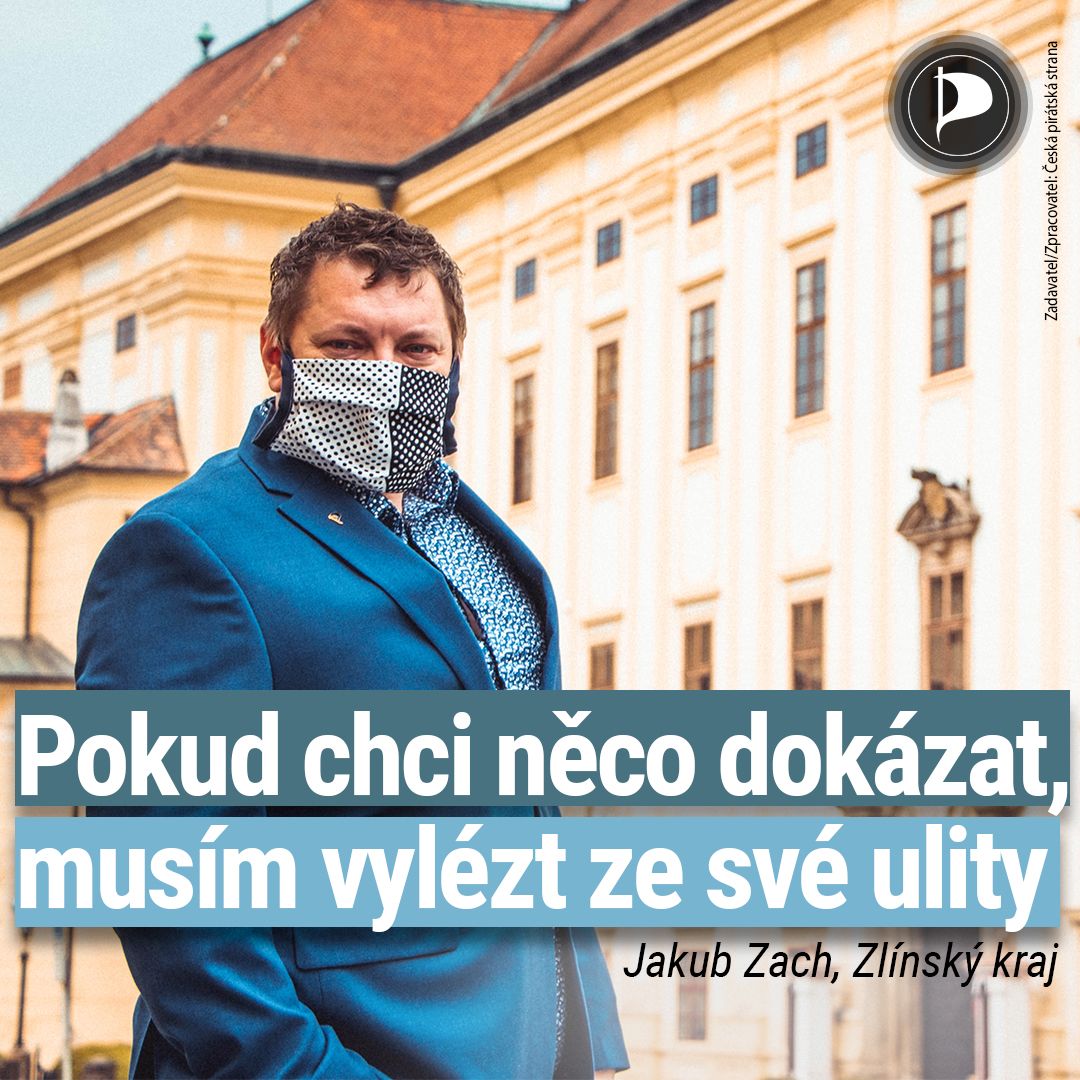 Zadavatel/Zpracovatel: Česká pirátská strana
Pokud chci něco dokázat,
musím vylézt ze své ulity
Jakub Zach, Zlínský kraj